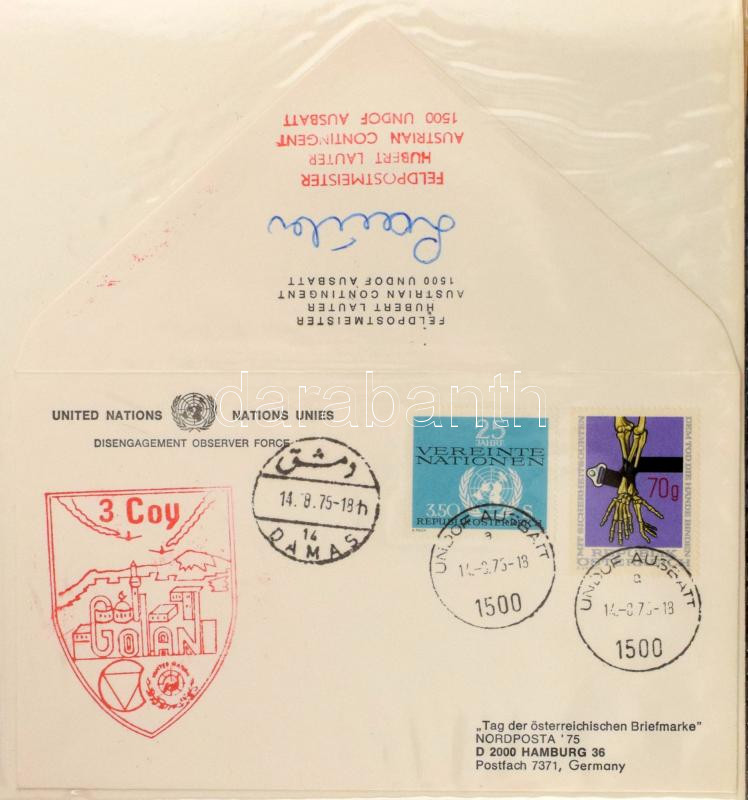 1500 UNDOF AUSBATT
AUSTRIAN CONTINGENT
HUBERT LAUTER
FELDPOSTMEISTER
Lauter
1500 UNDOF AUSBATT
AUSTRIAN CONTINGENT
HUBERT LAUTER
FELDPOSTMEISTER
darabanth
UNITED NATIONS NATIONS UNIES
DISENGAGEMENT OBSERVER FORCE
دمشق
14. 8.75-18h
14
DAMAS
25
JAHRE
VEREINTE
NATIONEN
3.50 S
REPUBLIK ÖSTERREICH
MIT SICHERHEITSGURTEN
DEM TOD DIE HÄNDE BINDEN
70g
REPUBLIK
ÖSTERREICH
UNDOF AUSBATT
a
14.-8.75-18
1500
UNDOF AUSBATT
a
14.-8.75-18
1500
3 Coy
GOLAN
UNITED NATIONS
„Tag der österreichischen Briefmarke"
NORDPOSTA '75
D 2000 HAMBURG 36
Postfach 7371, Germany